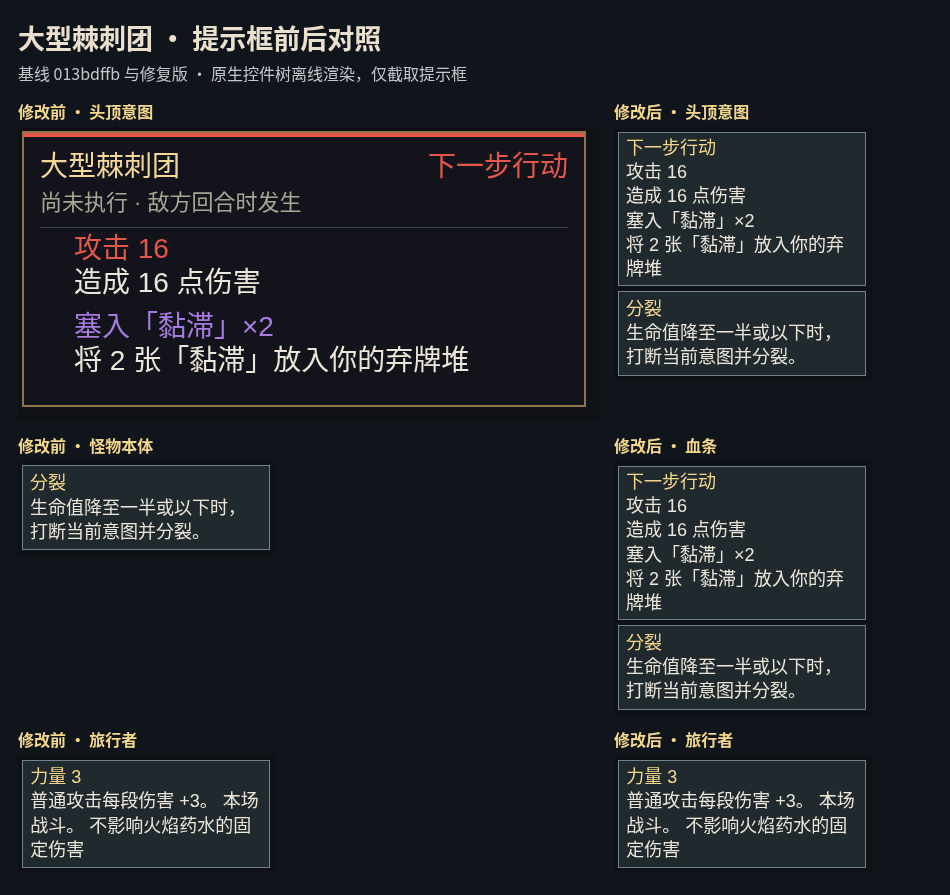 大型棘刺团 · 提示框前后对照
基线 013bdffb 与修复版 · 原生控件树离线渲染，仅截取提示框
修改前 · 头顶意图
大型棘刺团
下一步行动
尚未执行 · 敌方回合时发生
攻击 16
造成 16 点伤害
塞入「黏滞」×2
将 2 张「黏滞」放入你的弃牌堆
修改后 · 头顶意图
下一步行动
攻击 16
造成 16 点伤害
塞入「黏滞」×2
将 2 张「黏滞」放入你的弃
牌堆
分裂
生命值降至一半或以下时，
打断当前意图并分裂。
修改前 · 怪物本体
分裂
生命值降至一半或以下时，
打断当前意图并分裂。
修改后 · 血条
下一步行动
攻击 16
造成 16 点伤害
塞入「黏滞」×2
将 2 张「黏滞」放入你的弃
牌堆
分裂
生命值降至一半或以下时，
打断当前意图并分裂。
修改前 · 旅行者
力量 3
普通攻击每段伤害 +3。 本场
战斗。 不影响火焰药水的固
定伤害
修改后 · 旅行者
力量 3
普通攻击每段伤害 +3。 本场
战斗。 不影响火焰药水的固
定伤害